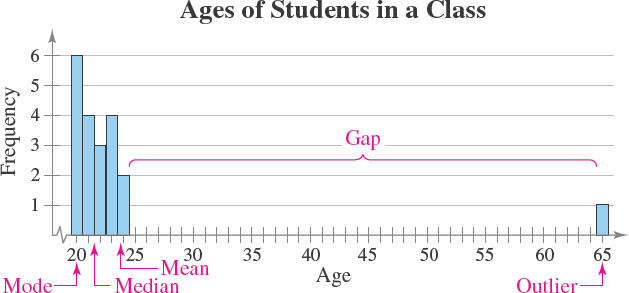 Ages of Students in a Class
Frequency
6
5
4
3
2
1
Gap
20 25 30 35 40 45 50 55 60 65
Mean
Age
Mode
Median
Outlier